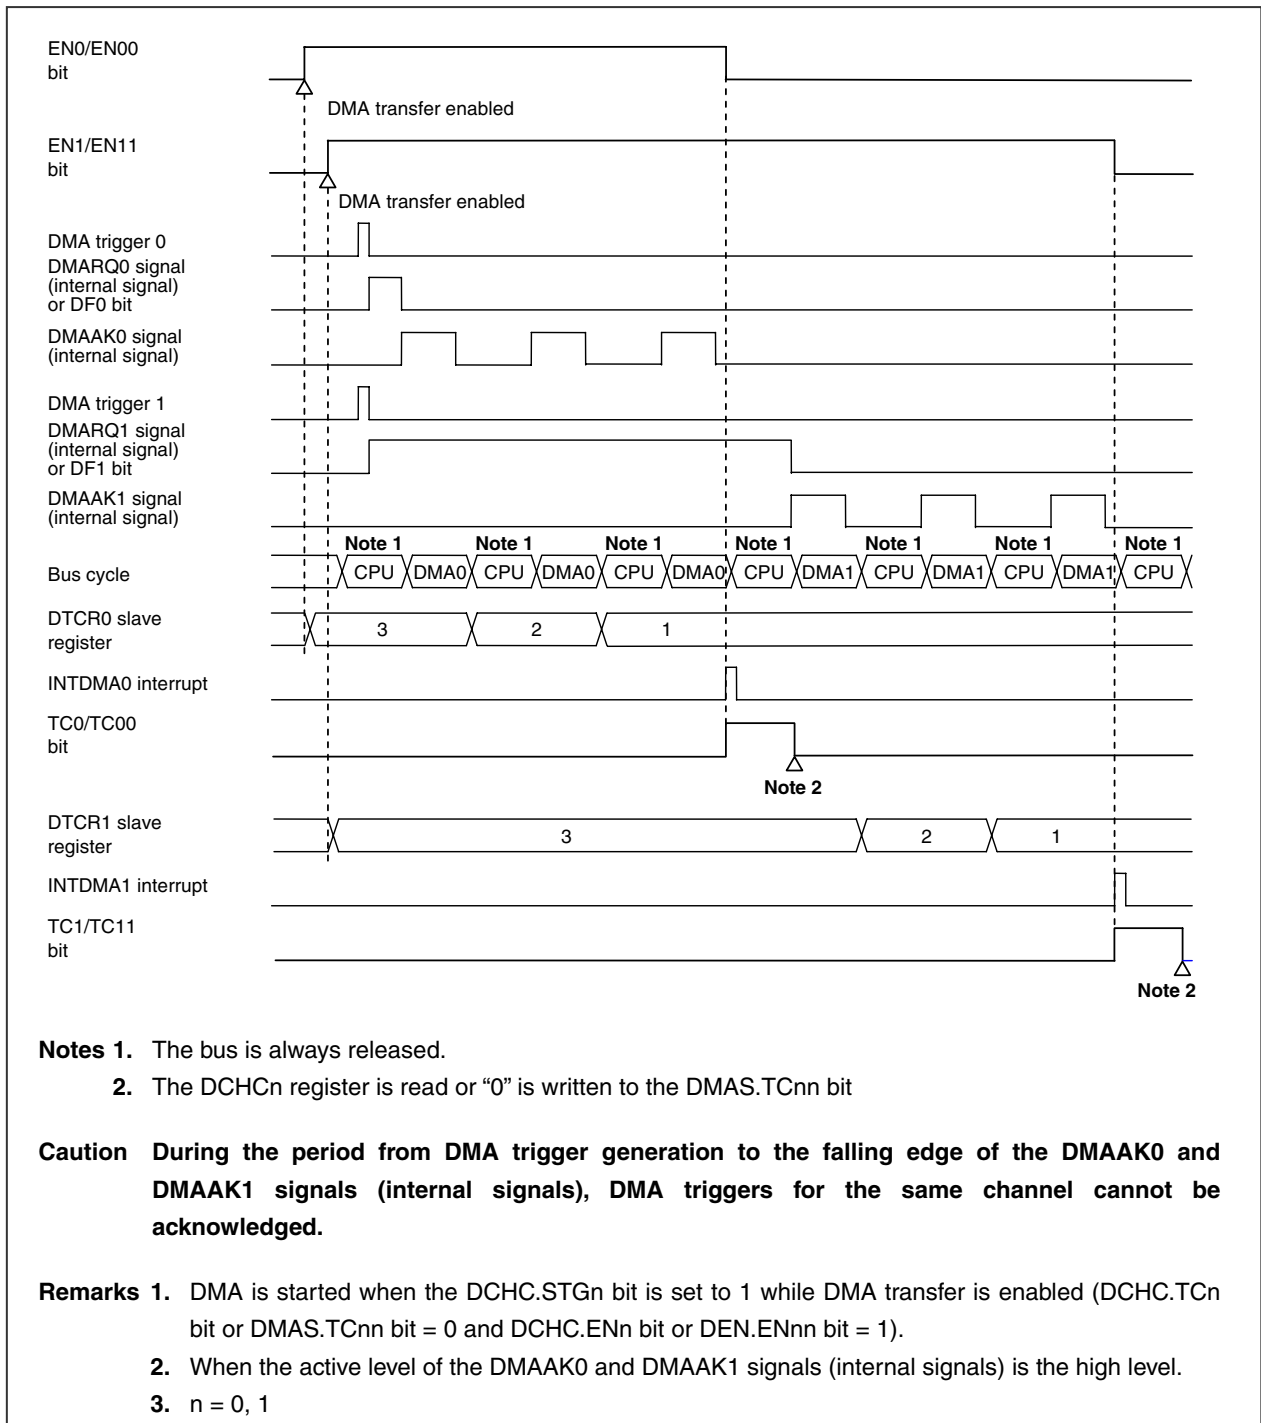 EN0/EN00
bit
DMA transfer enabled
EN1/EN11
bit
DMA transfer enabled
DMA trigger 0
DMARQ0 signal
(internal signal)
or DF0 bit
DMAAK0 signal
(internal signal)
DMA trigger 1
DMARQ1 signal
(internal signal)
or DF1 bit
DMAAK1 signal
(internal signal)
Note 1 Note 1 Note 1 Note 1 Note 1 Note 1 Note 1
Bus cycle CPU DMA0 CPU DMA0 CPU DMA0 CPU DMA1 CPU DMA1 CPU DMA1 CPU
DTCR0 slave
register
3 2 1
INTDMA0 interrupt
TC0/TC00
bit
Note 2
DTCR1 slave
register
3 2 1
INTDMA1 interrupt
TC1/TC11
bit
Note 2
Notes 1. The bus is always released.
2. The DCHCn register is read or “0” is written to the DMAS.TCnn bit
Caution During the period from DMA trigger generation to the falling edge of the DMAAK0 and
DMAAK1 signals (internal signals), DMA triggers for the same channel cannot be
acknowledged.
Remarks 1. DMA is started when the DCHC.STGn bit is set to 1 while DMA transfer is enabled (DCHC.TCn
bit or DMAS.TCnn bit = 0 and DCHC.ENn bit or DEN.ENnn bit = 1).
2. When the active level of the DMAAK0 and DMAAK1 signals (internal signals) is the high level.
3. n = 0, 1